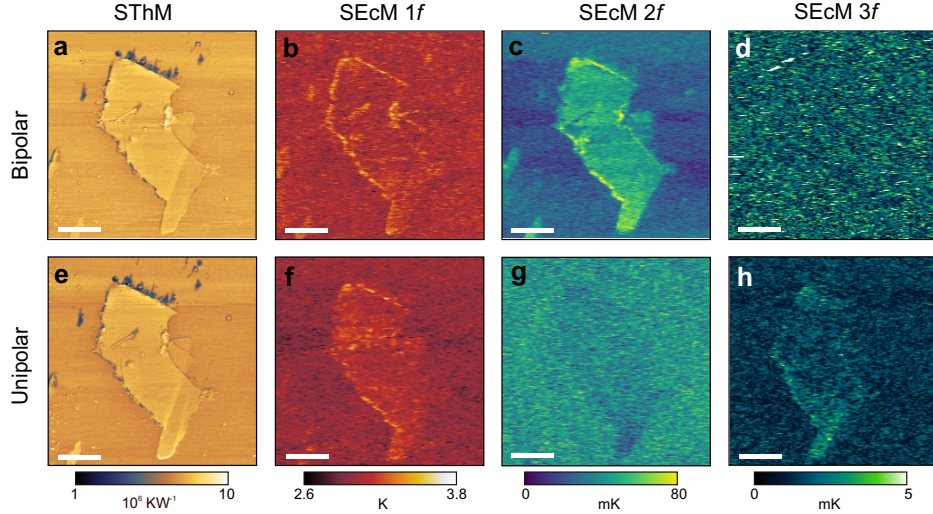 SThM SEcM 1f SEcM 2f SEcM 3f
Bipolar
a b c d
Unipolar
e f g h
1 10 2.6 3.8 0 80 0 5
10⁶ KW⁻¹ K mK mK